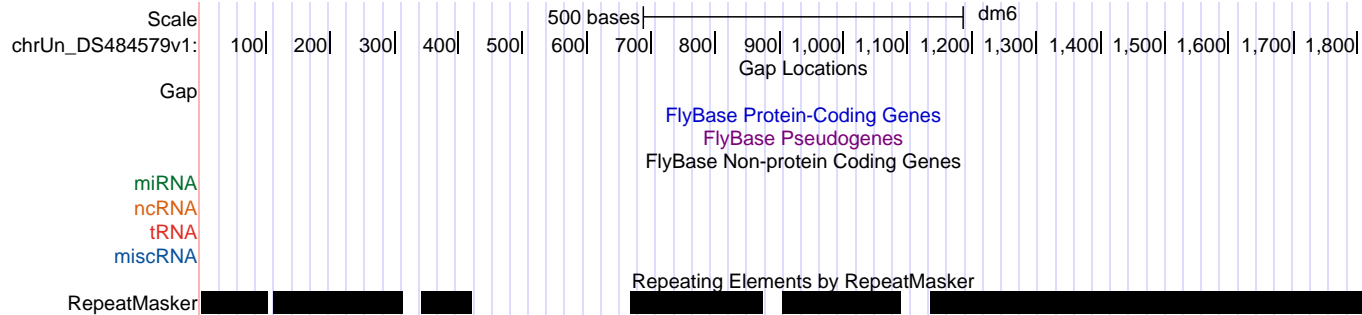 Scale 500 bases dm6
chrUn_DS484579v1: 100 200 300 400 500 600 700 800 900 1,000 1,100 1,200 1,300 1,400 1,500 1,600 1,700 1,800
Gap Locations
Gap
FlyBase Protein-Coding Genes
FlyBase Pseudogenes
FlyBase Non-protein Coding Genes
miRNA
ncRNA
tRNA
miscRNA
Repeating Elements by RepeatMasker
RepeatMasker